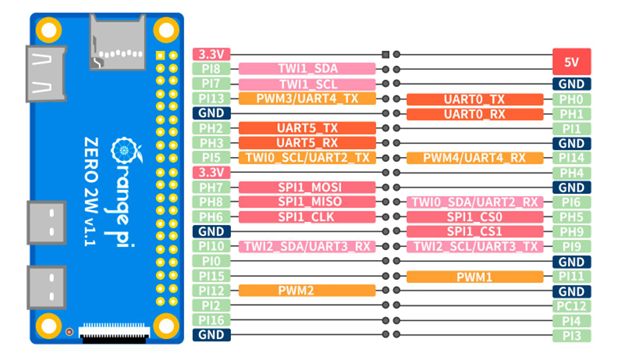 Orange Pi
ZERO 2W v1.1
3.3V 5V
PI8 TWI1_SDA
PI7 TWI1_SCL GND
PI13 PWM3/UART4_TX UART0_TX PH0
GND UART0_RX PH1
PH2 UART5_TX PI1
PH3 UART5_RX GND
PI5 TWI0_SCL/UART2_TX PWM4/UART4_RX PI14
3.3V PH4
PH7 SPI1_MOSI GND
PH8 SPI1_MISO TWI0_SDA/UART2_RX PI6
PH6 SPI1_CLK SPI1_CS0 PH5
GND SPI1_CS1 PH9
PI10 TWI2_SDA/UART3_RX TWI2_SCL/UART3_TX PI9
PI0 GND
PI15 PWM1 PI11
PI12 PWM2 GND
PI2 PC12
PI16 PI4
GND PI3